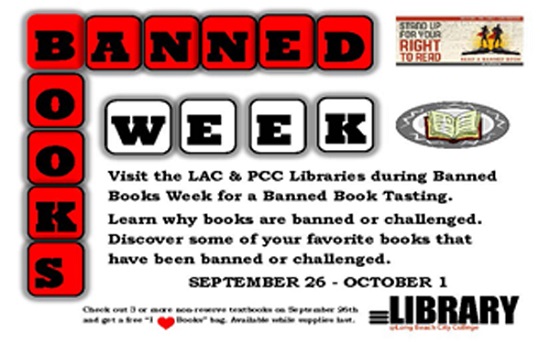 BANNED
BOOKS
WEEK
STAND UP
FOR YOUR
RIGHT
TO READ
Visit the LAC & PCC Libraries during Banned
Books Week for a Banned Book Tasting.
Learn why books are banned or challenged.
Discover some of your favorite books that
have been banned or challenged.
SEPTEMBER 26 - OCTOBER 1
Check out 3 or more non-reserve textbooks on September 26th
and get a free "I ❤ Books" bag. Available while supplies last.
LIBRARY
@Long Beach City College